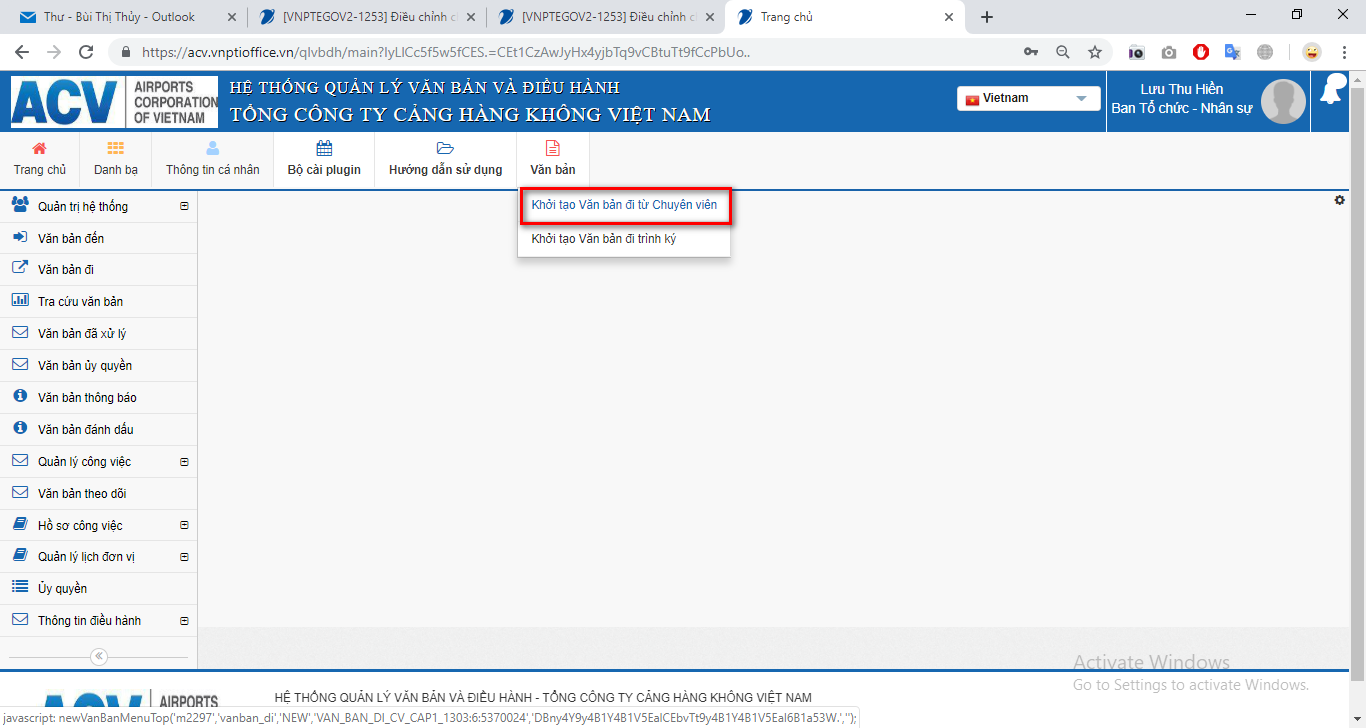 Thư - Bùi Thị Thủy - Outlook
[VNPTEGOV2-1253] Điều chỉnh c
[VNPTEGOV2-1253] Điều chỉnh c
Trang chủ
https://acv.vnptioffice.vn/qlvbdh/main?lyLlCc5f5w5fCES.=CEt1CzAwJyHx4yjbTq9vCBtuTt9fCcPbUo..
ACV
AIRPORTS
CORPORATION
OF VIETNAM
HỆ THỐNG QUẢN LÝ VĂN BẢN VÀ ĐIỀU HÀNH
TỔNG CÔNG TY CẢNG HÀNG KHÔNG VIỆT NAM
Vietnam
Lưu Thu Hiền
Ban Tổ chức - Nhân sự
Trang chủ
Danh bạ
Thông tin cá nhân
Bộ cài plugin
Hướng dẫn sử dụng
Văn bản
Khởi tạo Văn bản đi từ Chuyên viên
Khởi tạo Văn bản đi trình ký
Quản trị hệ thống
Văn bản đến
Văn bản đi
Tra cứu văn bản
Văn bản đã xử lý
Văn bản ủy quyền
Văn bản thông báo
Văn bản đánh dấu
Quản lý công việc
Văn bản theo dõi
Hồ sơ công việc
Quản lý lịch đơn vị
Ủy quyền
Thông tin điều hành
Activate Windows
Go to Settings to activate Windows.
ACV
AIRPORTS
HỆ THỐNG QUẢN LÝ VĂN BẢN VÀ ĐIỀU HÀNH - TỔNG CÔNG TY CẢNG HÀNG KHÔNG VIỆT NAM
javascript: newVanBanMenuTop('m2297','vanban_di','NEW','VAN_BAN_DI_CV_CAP1_1303:6:5370024','DBny4Y9y4B1Y4B1V5EalCEbvTt9y4B1Y4B1V5Eal6B1a53W.','');